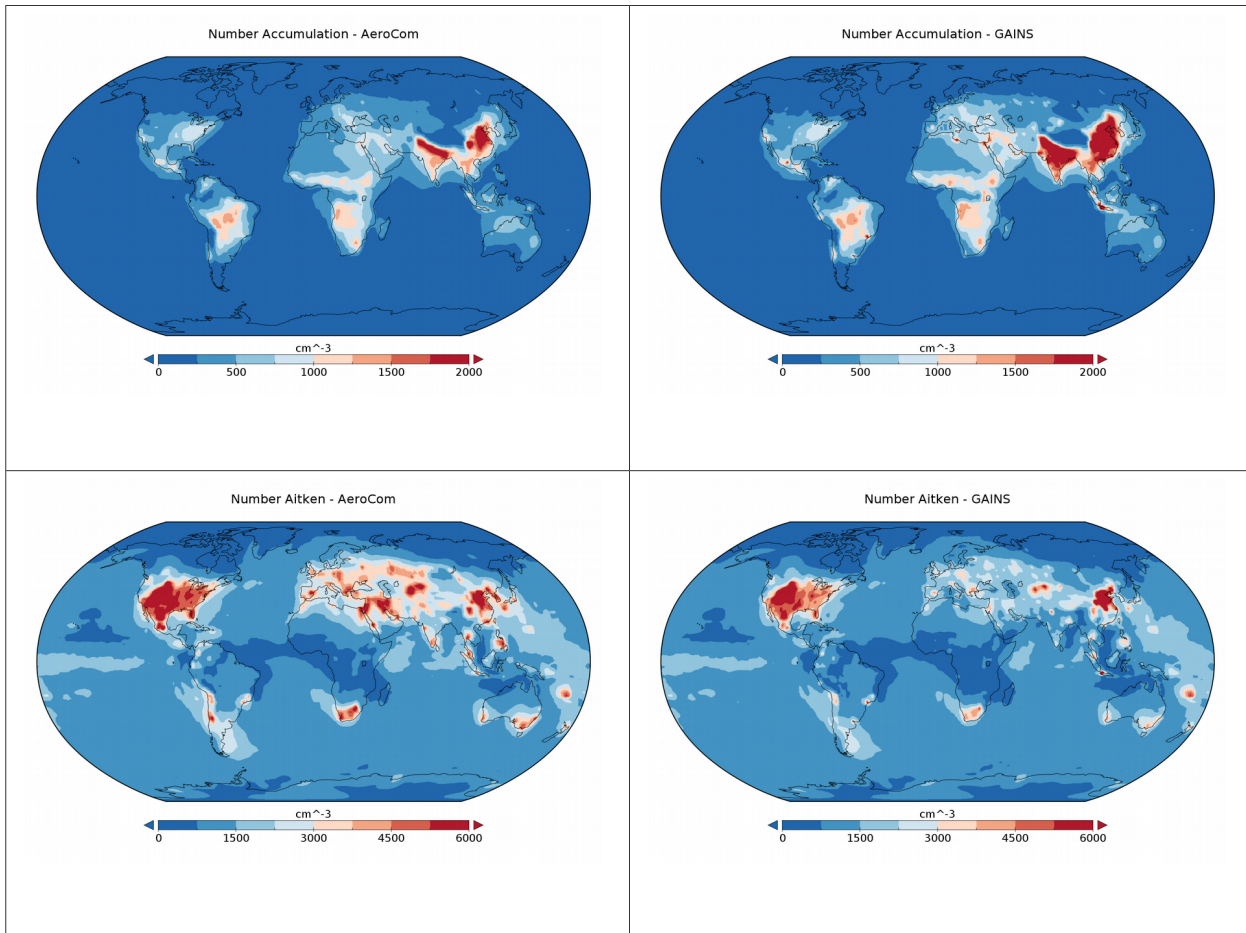 Number Accumulation - AeroCom
cm^-3
0 500 1000 1500 2000
Number Accumulation - GAINS
cm^-3
0 500 1000 1500 2000
Number Aitken - AeroCom
cm^-3
0 1500 3000 4500 6000
Number Aitken - GAINS
cm^-3
0 1500 3000 4500 6000